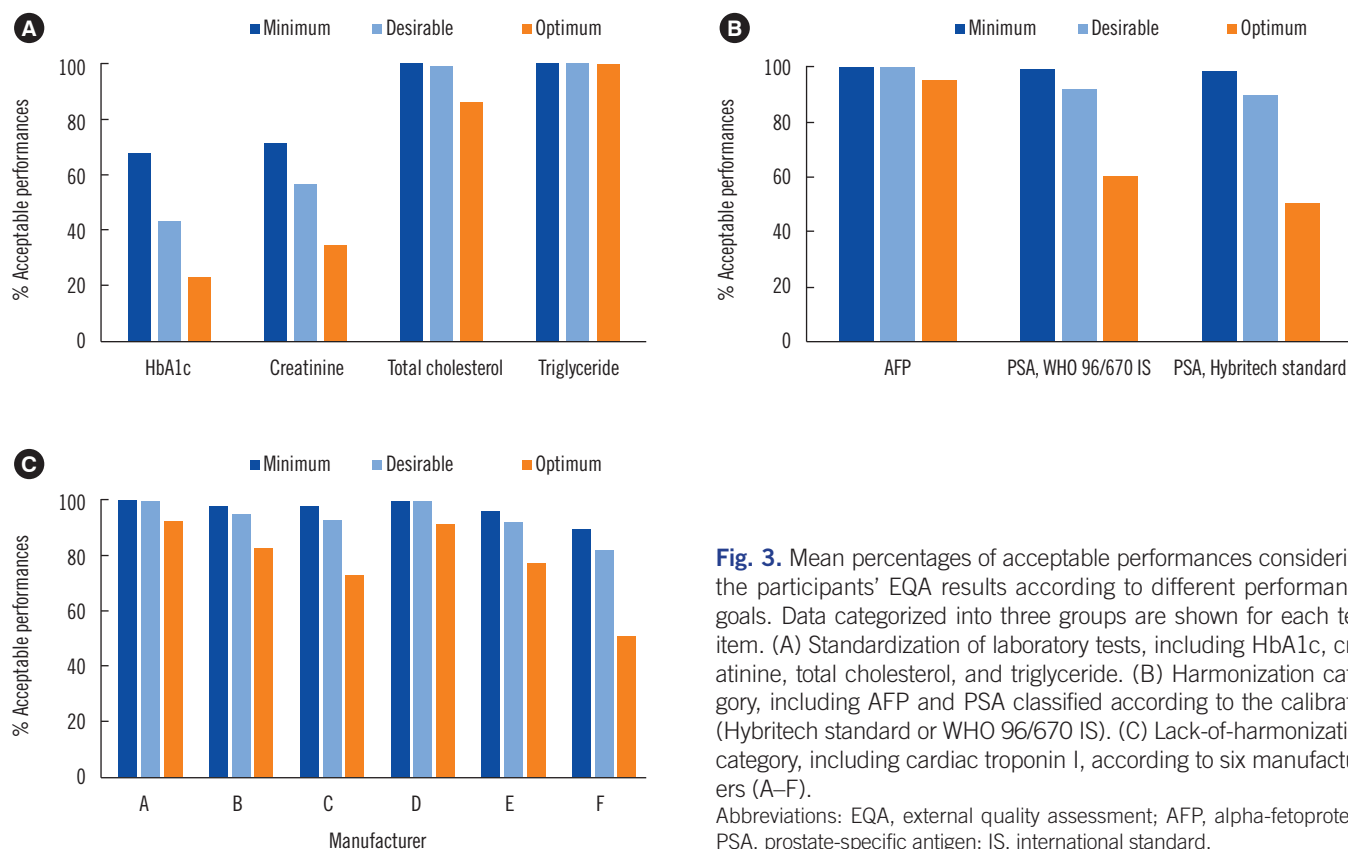 A
Minimum Desirable Optimum
% Acceptable performances
100
80
60
40
20
0
HbA1c Creatinine Total cholesterol Triglyceride
B
Minimum Desirable Optimum
% Acceptable performances
100
80
60
40
20
0
AFP PSA, WHO 96/670 IS PSA, Hybritech standard
C
Minimum Desirable Optimum
% Acceptable performances
100
80
60
40
20
0
A B C D E F
Manufacturer
Fig. 3. Mean percentages of acceptable performances consideri
the participants’ EQA results according to different performan
goals. Data categorized into three groups are shown for each te
item. (A) Standardization of laboratory tests, including HbA1c, cr
atinine, total cholesterol, and triglyceride. (B) Harmonization cat
gory, including AFP and PSA classified according to the calibrat
(Hybritech standard or WHO 96/670 IS). (C) Lack-of-harmonizati
category, including cardiac troponin I, according to six manufactu
ers (A–F).
Abbreviations: EQA, external quality assessment; AFP, alpha-fetoprote
PSA, prostate-specific antigen; IS, international standard.